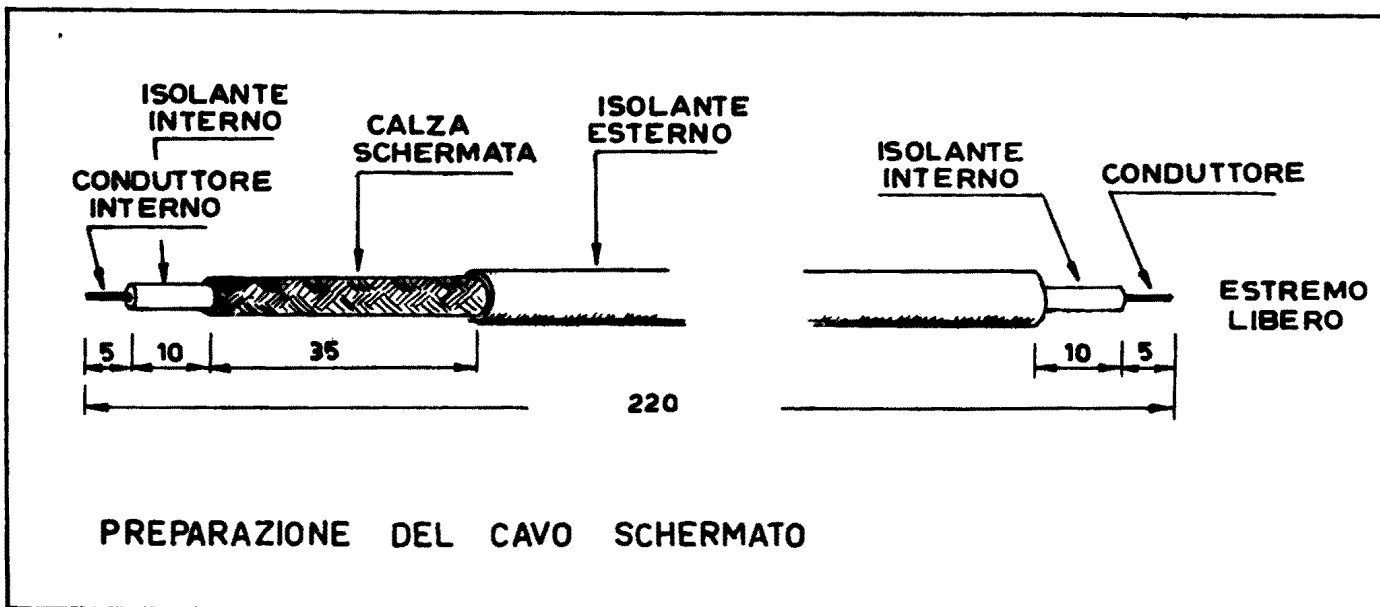 ISOLANTE
INTERNO
CONDUTTORE
INTERNO
CALZA
SCHERMATA
ISOLANTE
ESTERNO
ISOLANTE
INTERNO
CONDUTTORE
ESTREMO
LIBERO
5 10 35 10 5
220
PREPARAZIONE DEL CAVO SCHERMATO